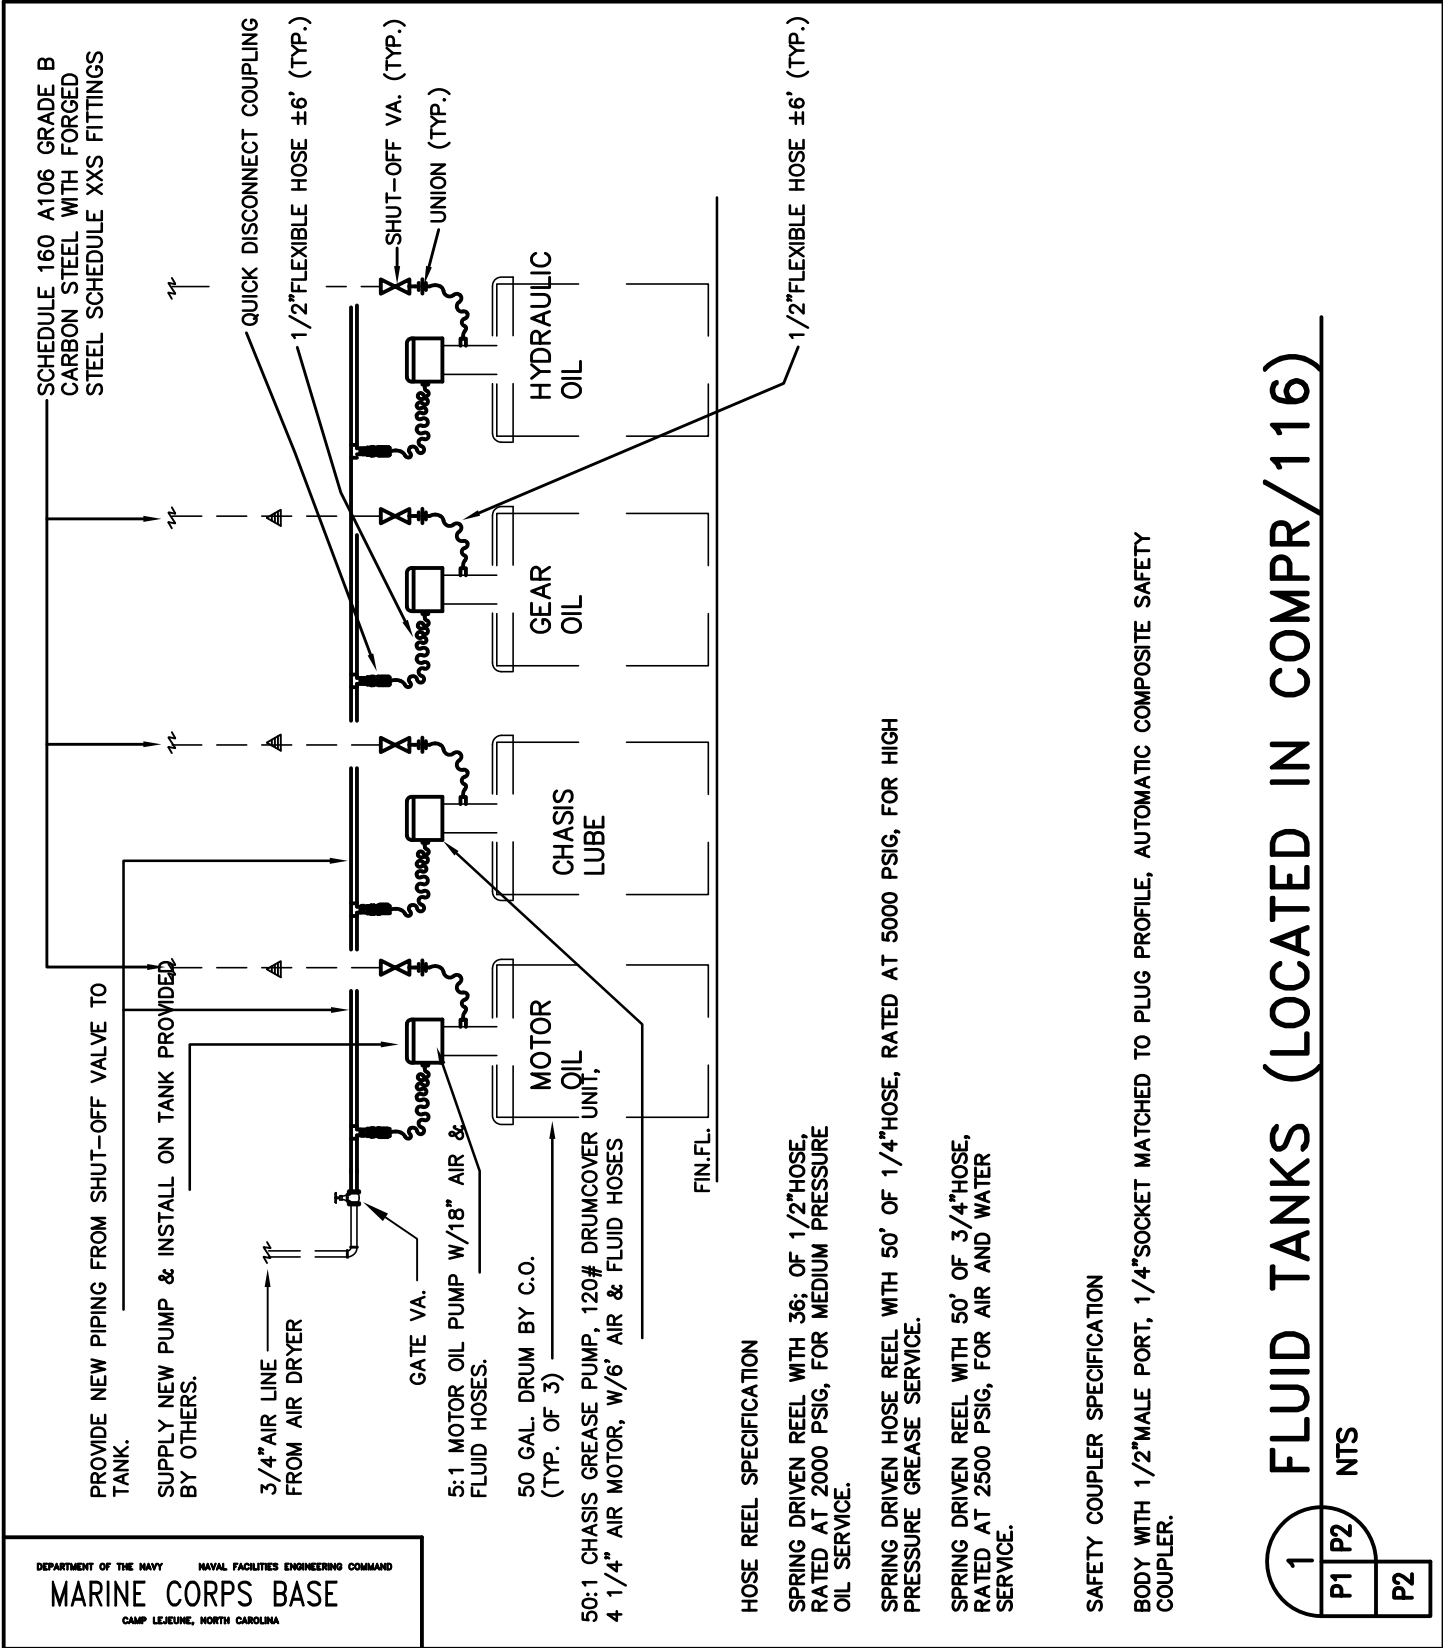 SCHEDULE 160 A106 GRADE B
CARBON STEEL WITH FORGED
STEEL SCHEDULE XXS FITTINGS
QUICK DISCONNECT COUPLING
1/2"FLEXIBLE HOSE ±6' (TYP.)
SHUT-OFF VA. (TYP.)
UNION (TYP.)
1/2"FLEXIBLE HOSE ±6' (TYP.)
PROVIDE NEW PIPING FROM SHUT-OFF VALVE TO
TANK.
SUPPLY NEW PUMP & INSTALL ON TANK PROVIDED
BY OTHERS.
3/4"AIR LINE
FROM AIR DRYER
GATE VA.
5:1 MOTOR OIL PUMP W/18" AIR &
FLUID HOSES.
50 GAL. DRUM BY C.O.
(TYP. OF 3)
50:1 CHASIS GREASE PUMP, 120# DRUMCOVER UNIT,
4 1/4" AIR MOTOR, W/6' AIR & FLUID HOSES
MOTOR
OIL
CHASIS
LUBE
GEAR
OIL
HYDRAULIC
OIL
FIN.FL.
HOSE REEL SPECIFICATION
SPRING DRIVEN REEL WITH 36; OF 1/2"HOSE,
RATED AT 2000 PSIG, FOR MEDIUM PRESSURE
OIL SERVICE.
SPRING DRIVEN HOSE REEL WITH 50' OF 1/4"HOSE, RATED AT 5000 PSIG, FOR HIGH
PRESSURE GREASE SERVICE.
SPRING DRIVEN REEL WITH 50' OF 3/4"HOSE,
RATED AT 2500 PSIG, FOR AIR AND WATER
SERVICE.
SAFETY COUPLER SPECIFICATION
BODY WITH 1/2"MALE PORT, 1/4"SOCKET MATCHED TO PLUG PROFILE, AUTOMATIC COMPOSITE SAFETY
COUPLER.
1
P1 P2
P2
FLUID TANKS (LOCATED IN COMPR/116)
NTS
DEPARTMENT OF THE NAVY NAVAL FACILITIES ENGINEERING COMMAND
MARINE CORPS BASE
CAMP LEJEUNE, NORTH CAROLINA